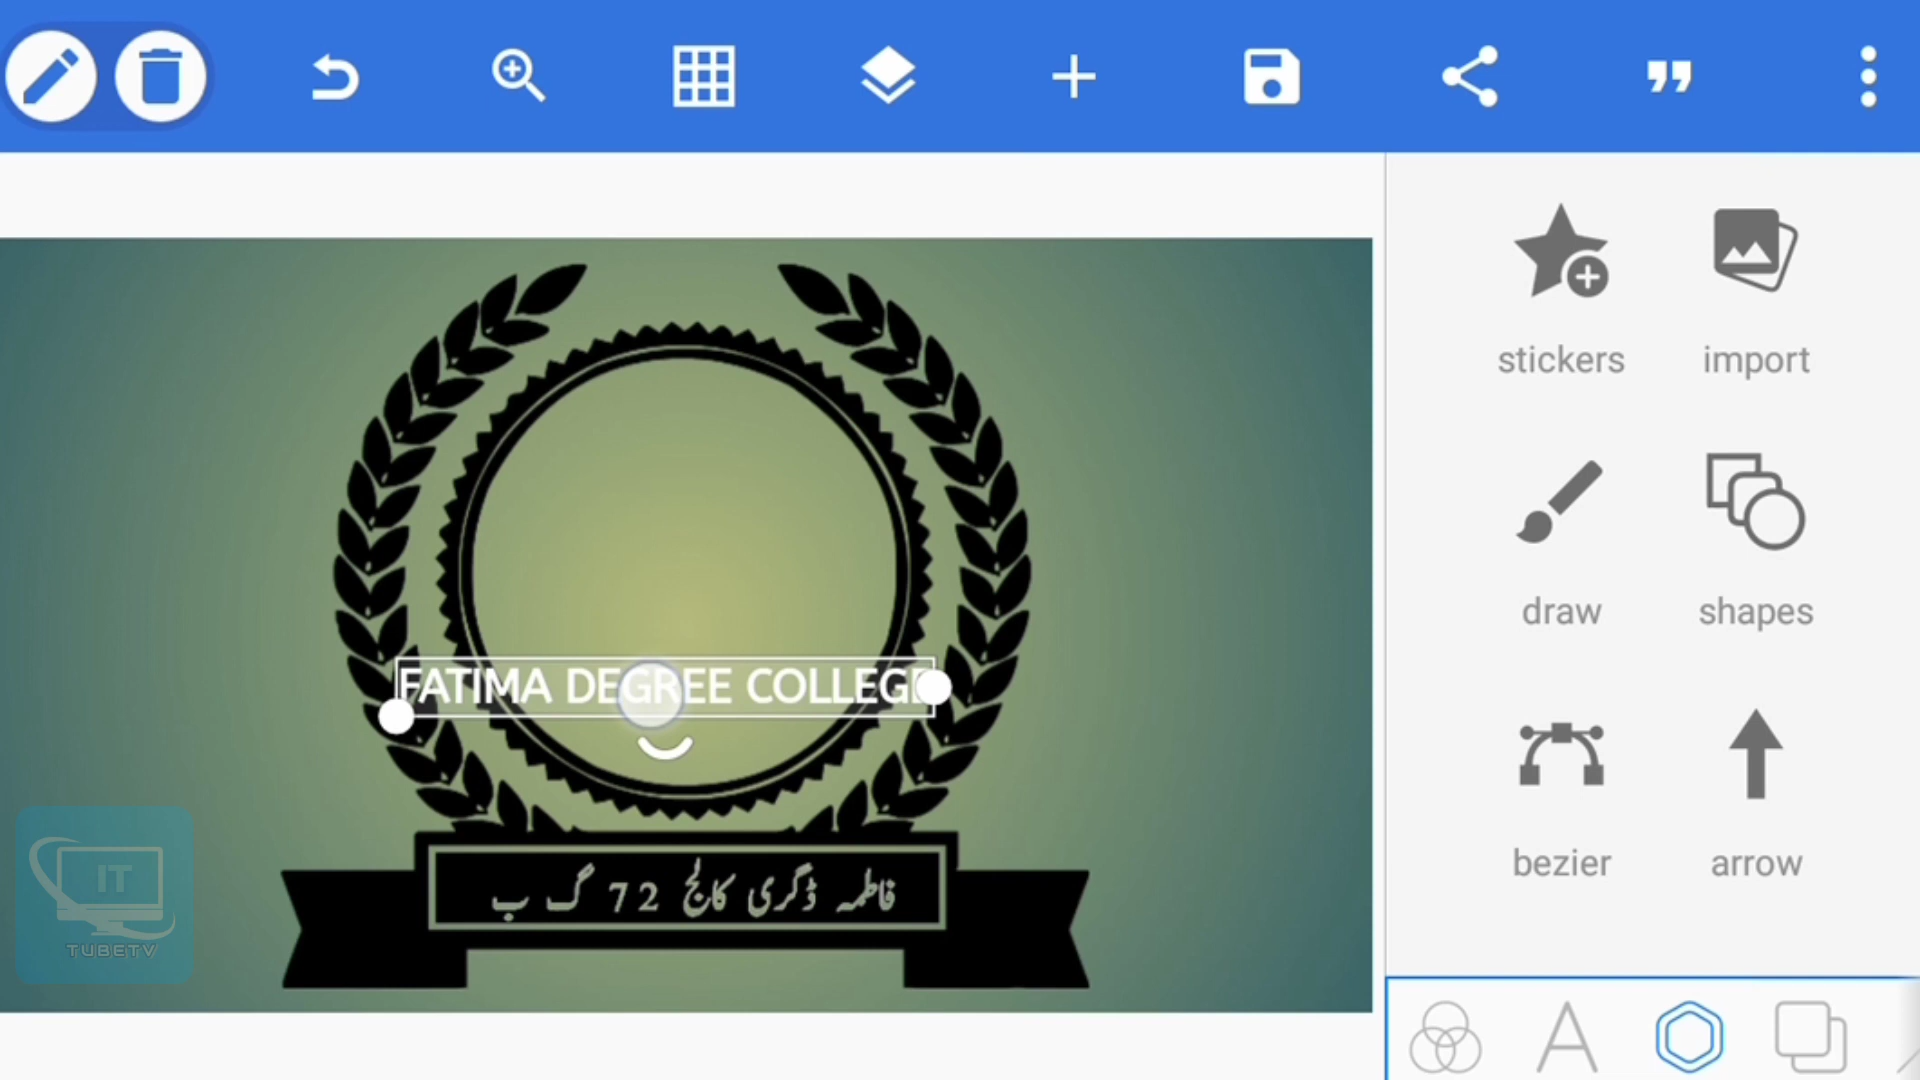 stickers
import
draw
shapes
FATIMA DEGREE COLLEGE
bezier
arrow
فاطمہ ڈگری کالج 72 گ ب
IT
TUBETV